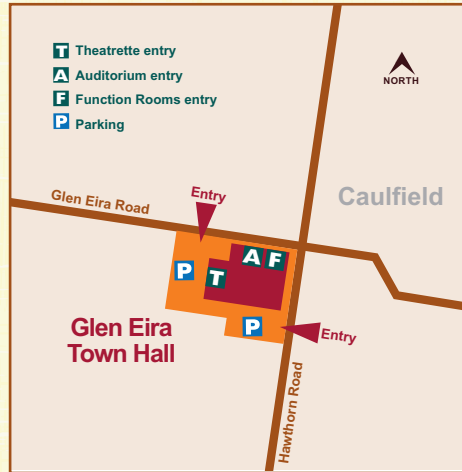 T Theatrette entry
A Auditorium entry
F Function Rooms entry
P Parking
NORTH
Glen Eira Road
Entry
Caulfield
A F
P
T
Glen Eira
Town Hall
P
Entry
Hawthorn Road